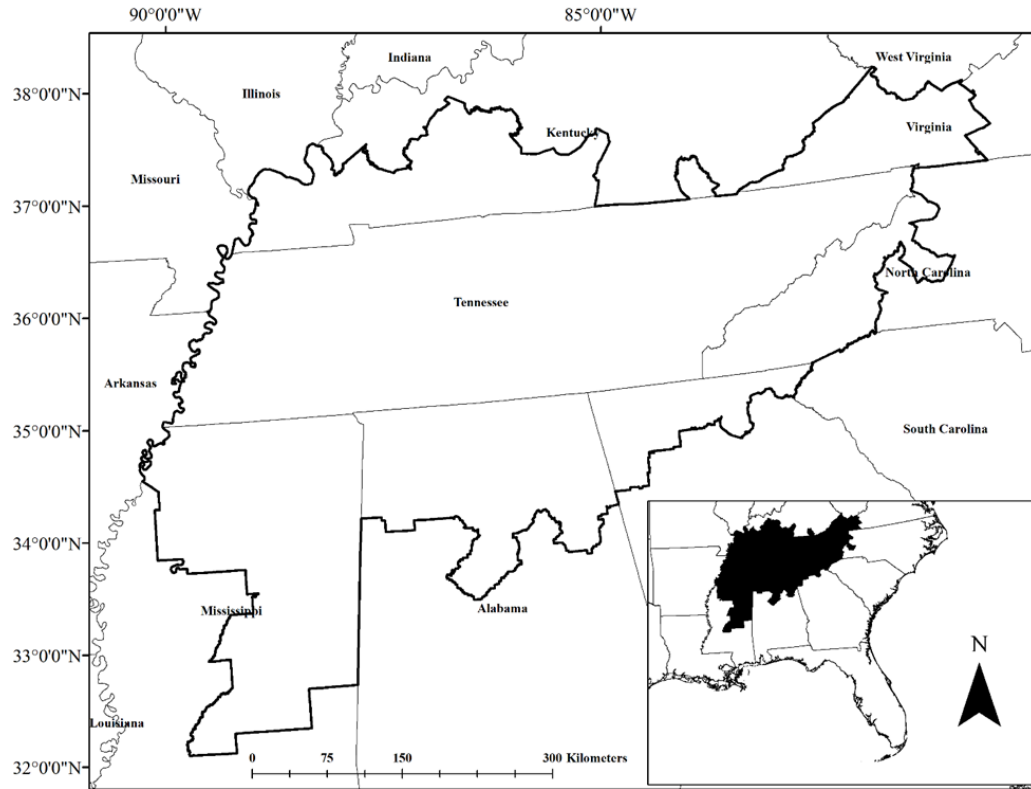 90°0'0"W
85°0'0"W
38°0'0"N
37°0'0"N
36°0'0"N
35°0'0"N
34°0'0"N
33°0'0"N
32°0'0"N
Indiana
West Virginia
Illinois
Kentucky
Virginia
Missouri
North Carolina
Tennessee
Arkansas
South Carolina
Mississippi
Alabama
Louisiana
N
0 75 150 300 Kilometers